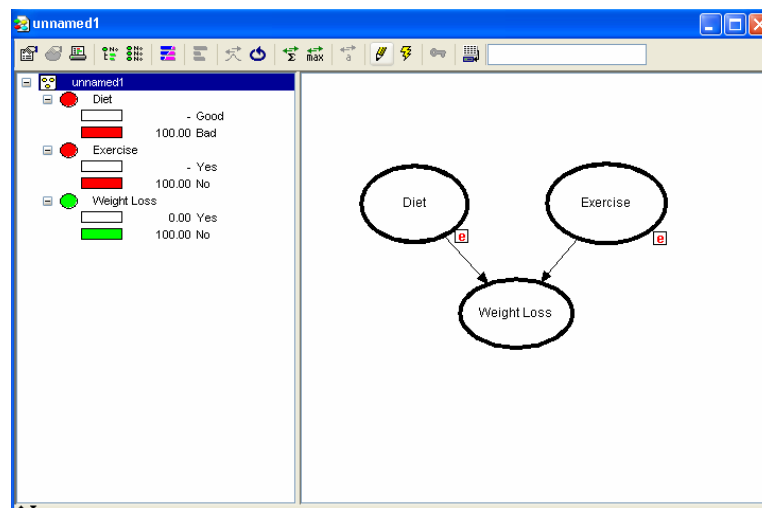 unnamed1
Σ max a
unnamed1
Diet
- Good
100.00 Bad
Exercise
- Yes
100.00 No
Weight Loss
0.00 Yes
100.00 No
Diet
Exercise
e
e
Weight Loss